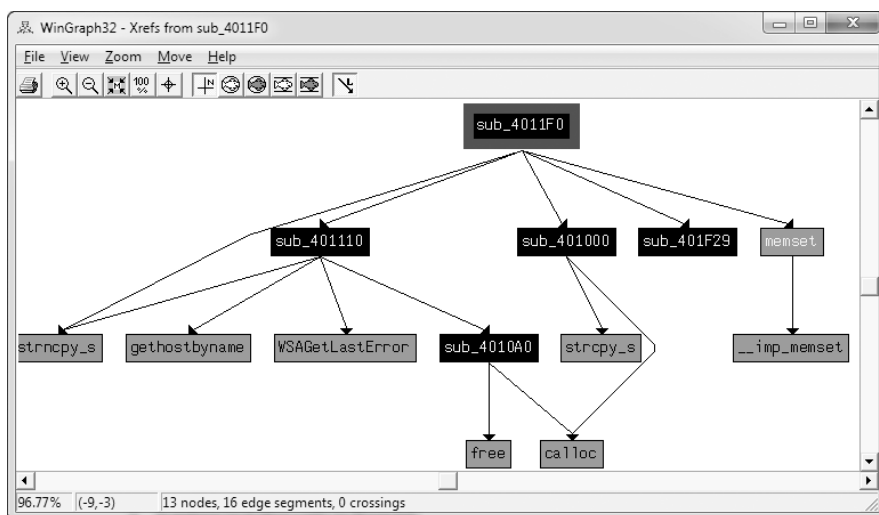 WinGraph32 - Xrefs from sub_4011F0
File View Zoom Move Help
100 %
N
sub_4011F0
sub_401110 sub_401000 sub_401F29 memset
strncpy_s gethostbyname WSAGetLastError sub_4010A0 strcpy_s __imp_memset
free calloc
96.77% (-9,-3) 13 nodes, 16 edge segments, 0 crossings